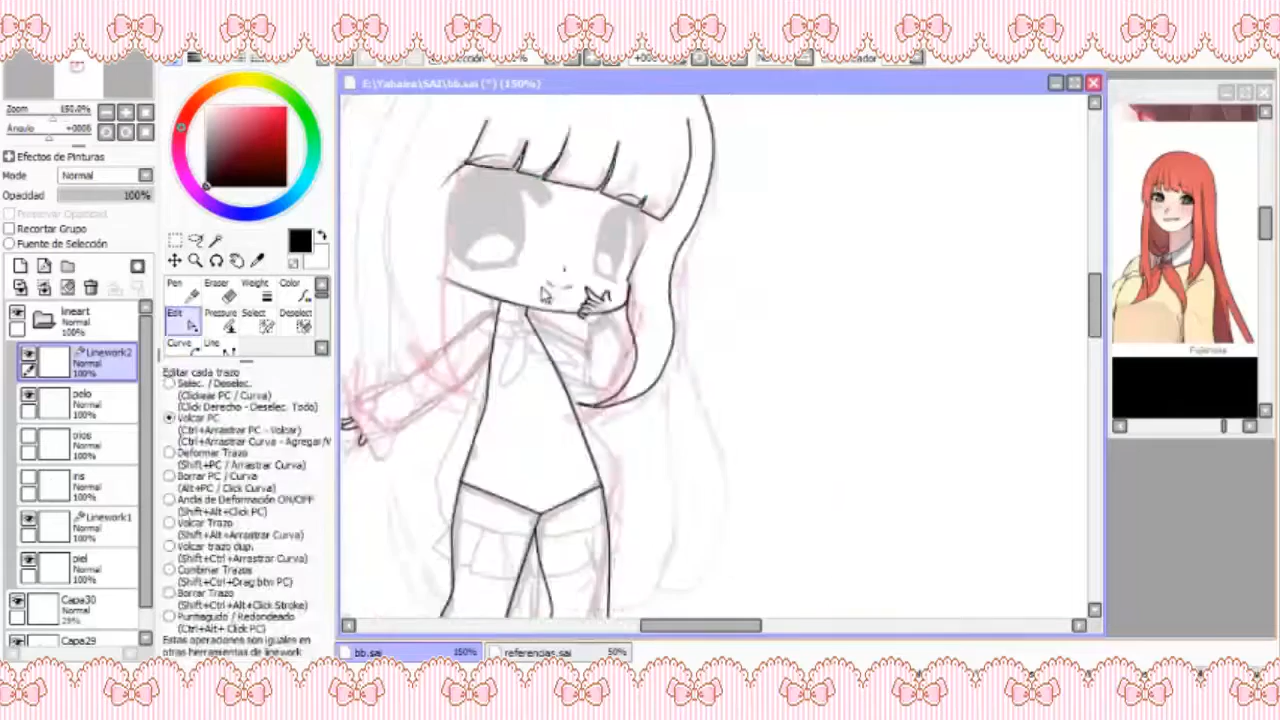 E:\Yahaira\SAI\bb.sai (*) (150%)
Zoom 150.0%
Ángulo +0006
Efectos de Pinturas
Mode Normal
Opacidad 100%
Preservar Opacidad
Recortar Grupo
Fuente de Selección
lineart
Normal
100%
Linework2
Normal
100%
pelo
Normal
100%
ojos
Normal
100%
iris
Normal
100%
Linework1
Normal
100%
piel
Normal
100%
Capa30
Normal
Capa29
Pen Eraser Weight Color
Edit Pressure Select Deselect
Curve Line
Editar cada trazo
Selec. / Deselec.
(Clickear PC / Curva)
(Click Derecho - Deselec. Todo)
Volcar PC
(Ctrl+Arrastrar PC - Volcar)
(Ctrl+Arrastrar Curva - Agregar/V
Deformar Trazo
(Shift+PC / Arrastrar Curva)
Borrar PC / Curva
(Alt+PC / Click Curva)
Ancla de Deformación ON/OFF
(Shift+Alt+Click PC)
Volcar Trazo
(Shift+Alt+Arrastrar Curva)
Volcar trazo dup.
(Shift+Ctrl+Arrastrar Curva)
Combinar Trazos
(Shift+Ctrl+Drag btw PC)
Borrar Trazo
(Shift+Ctrl+Alt+Click Stroke)
Puntiagudo / Redondeado
(Ctrl+Alt+ Click PC)
Estas operaciones son iguales en
otras herramientas de linework
bb.sai 150% referencias.sai 50%